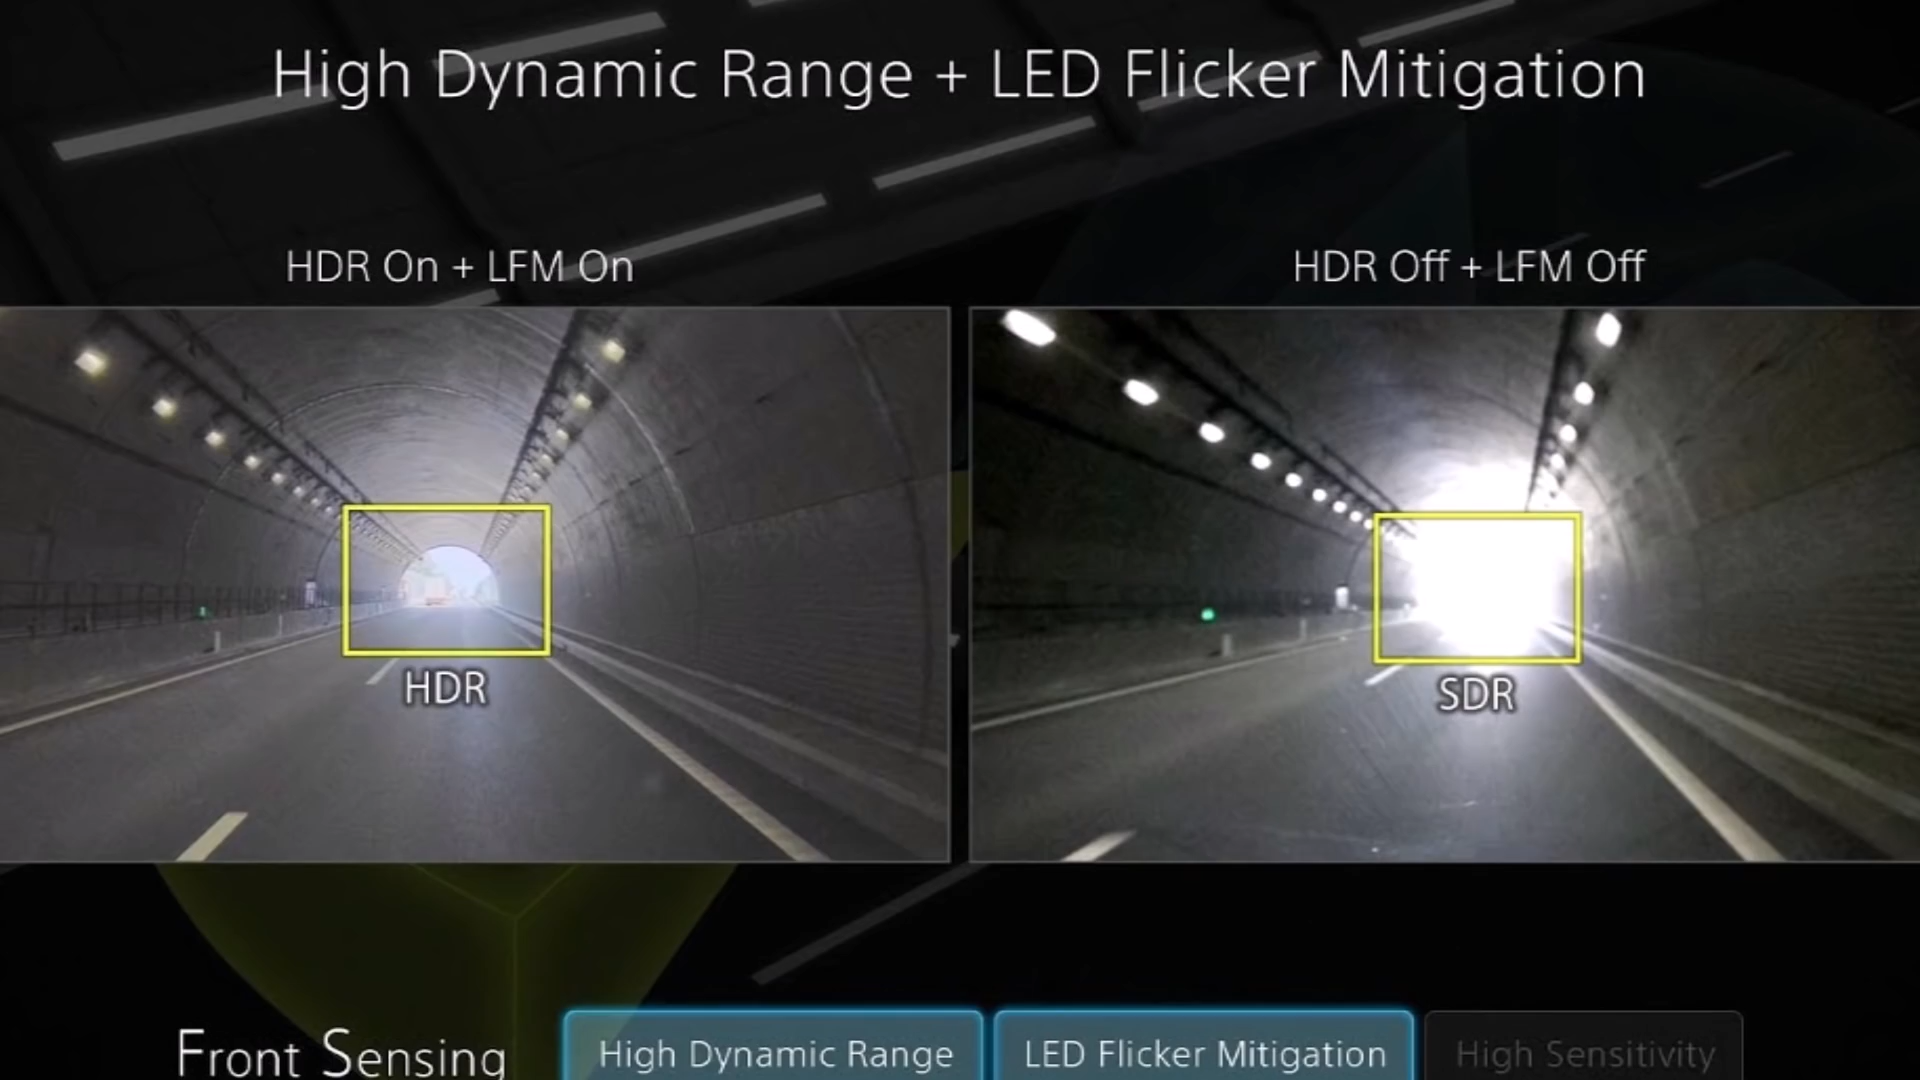 High Dynamic Range + LED Flicker Mitigation
HDR On + LFM On
HDR Off + LFM Off
HDR
SDR
Front Sensing
High Dynamic Range
LED Flicker Mitigation
High Sensitivity